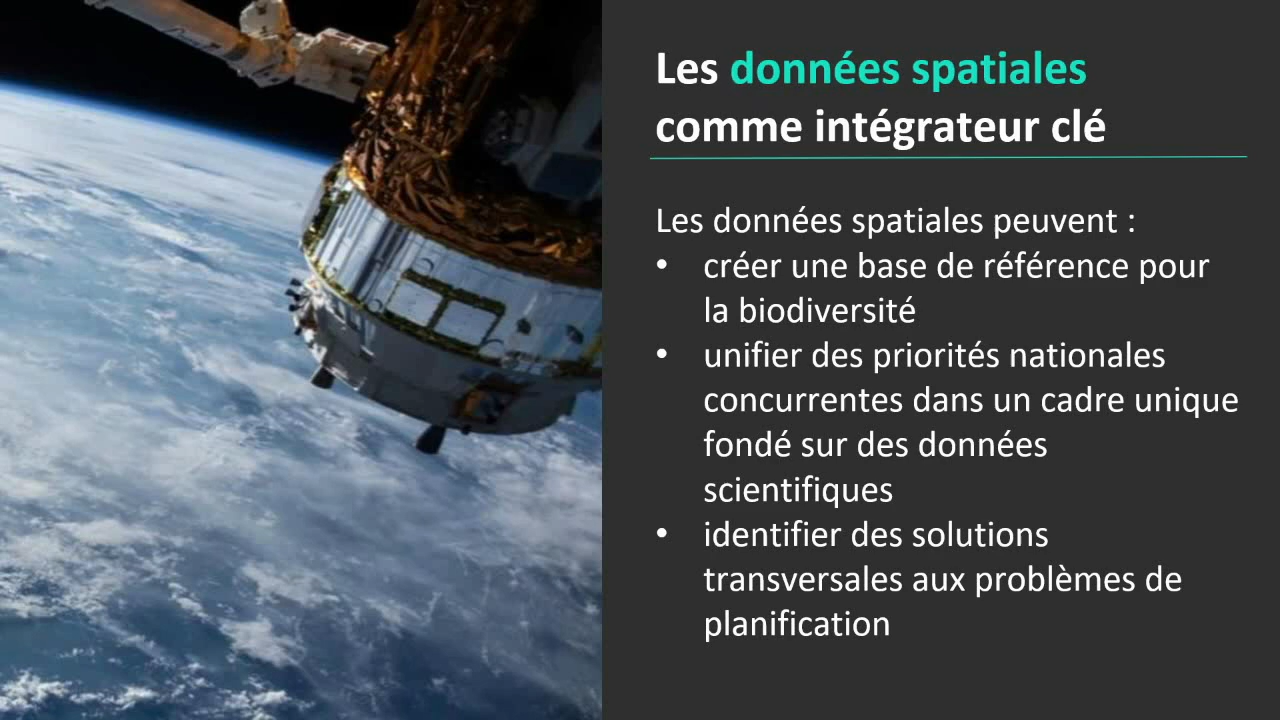 Les données spatiales
comme intégrateur clé
Les données spatiales peuvent :
• créer une base de référence pour
la biodiversité
• unifier des priorités nationales
concurrentes dans un cadre unique
fondé sur des données
scientifiques
• identifier des solutions
transversales aux problèmes de
planification